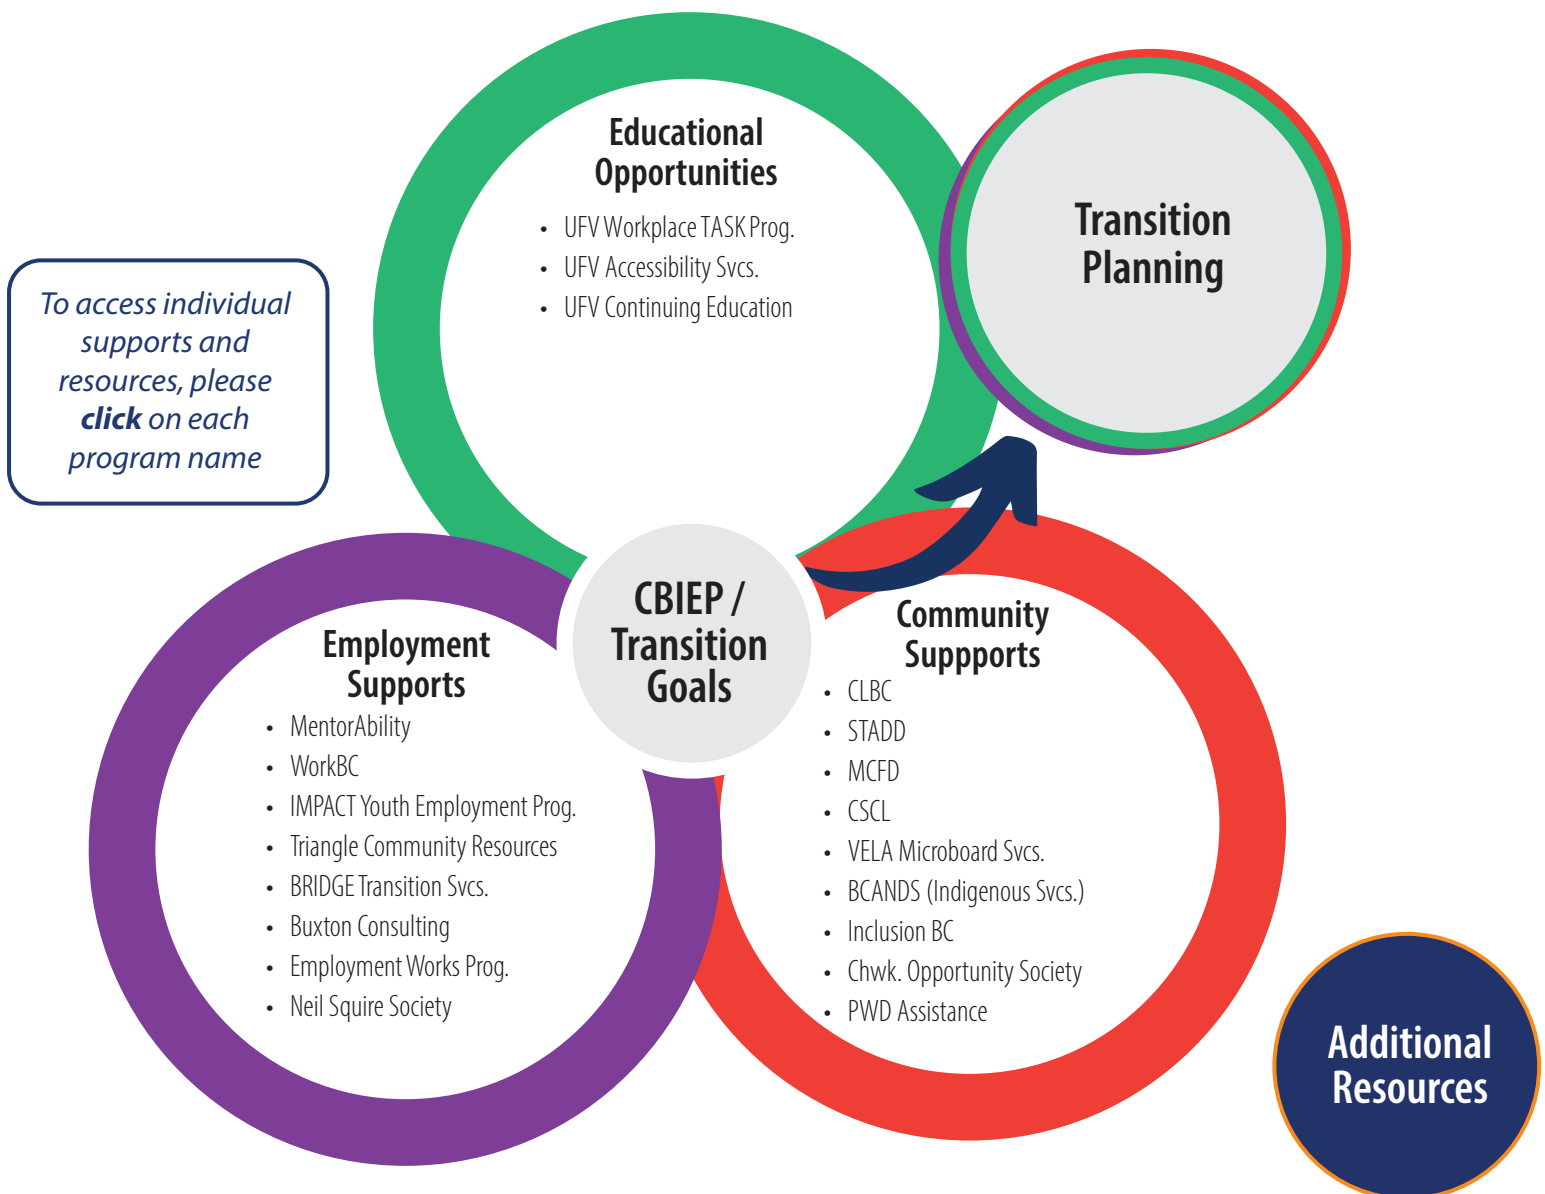 Educational
Opportunities
• UFV Workplace TASK Prog.
• UFV Accessibility Svcs.
• UFV Continuing Education
Transition
Planning
To access individual
supports and
resources, please
click on each
program name
CBIEP /
Transition
Goals
Employment
Supports
• MentorAbility
• WorkBC
• IMPACT Youth Employment Prog.
• Triangle Community Resources
• BRIDGE Transition Svcs.
• Buxton Consulting
• Employment Works Prog.
• Neil Squire Society
Community
Suppports
• CLBC
• STADD
• MCFD
• CSCL
• VELA Microboard Svcs.
• BCANDS (Indigenous Svcs.)
• Inclusion BC
• Chwk. Opportunity Society
• PWD Assistance
Additional
Resources